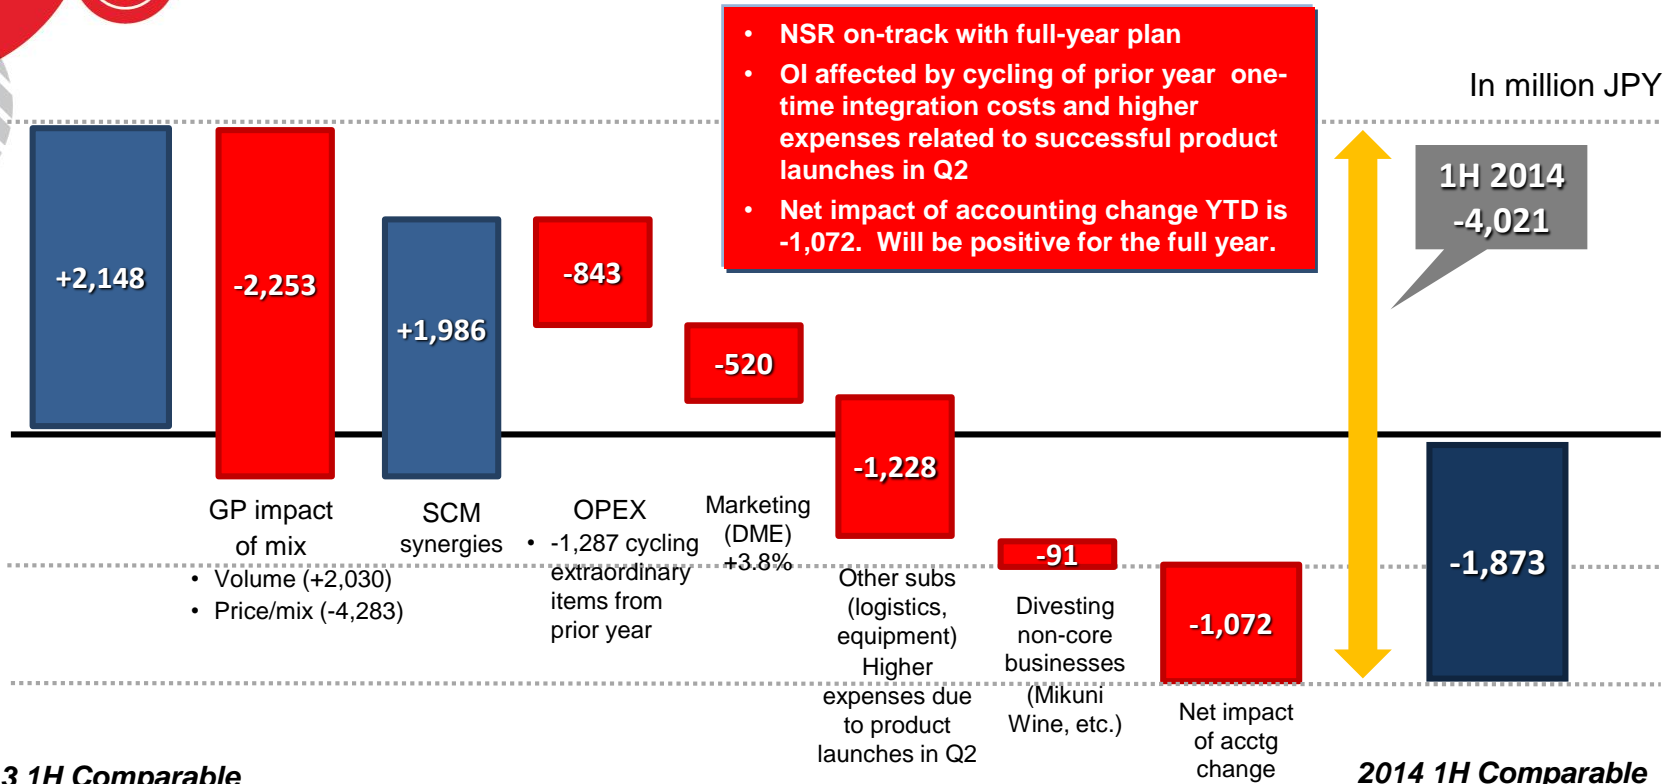 • NSR on-track with full-year plan
• OI affected by cycling of prior year one-
time integration costs and higher
expenses related to successful product
launches in Q2
• Net impact of accounting change YTD is
-1,072. Will be positive for the full year.
In million JPY
1H 2014
-4,021
+2,148
-2,253
+1,986
-843
-520
-1,228
-91
-1,072
-1,873
GP impact
of mix
• Volume (+2,030)
• Price/mix (-4,283)
SCM
synergies
OPEX
• -1,287 cycling
extraordinary
items from
prior year
Marketing
(DME)
+3.8%
Other subs
(logistics,
equipment)
Higher
expenses due
to product
launches in Q2
Divesting
non-core
businesses
(Mikuni
Wine, etc.)
Net impact
of acctg
change
3 1H Comparable
2014 1H Comparable